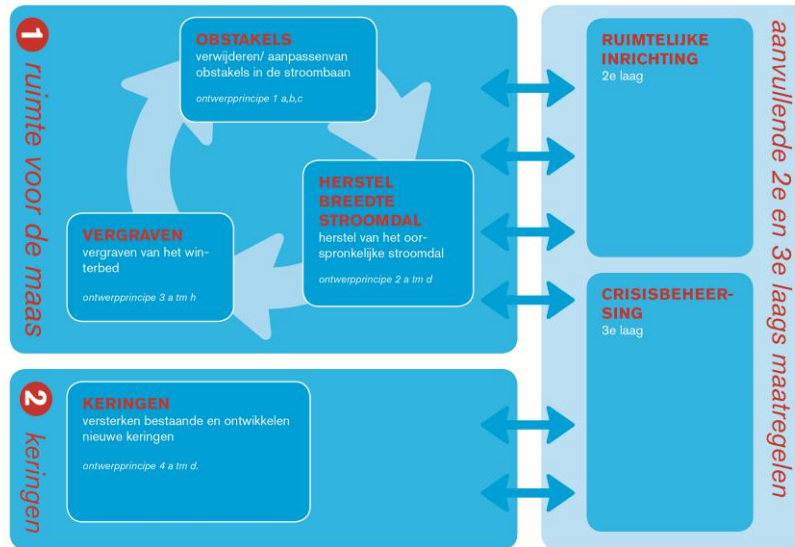 1 ruimte voor de maas
OBSTAKELS
verwijderen/ aanpassenvan
obstakels in de stroombaan
ontwerpprincipe 1 a,b,c
HERSTEL
BREEDTE
STROOMDAL
herstel van het oor-
spronkelijke stroomdal
ontwerpprincipe 2 a tm d
VERGRAVEN
vergraven van het win-
terbed
ontwerpprincipe 3 a tm h
2 keringen
KERINGEN
versterken bestaande en ontwikkelen
nieuwe keringen
ontwerpprincipe 4 a tm d.
RUIMTELIJKE
INRICHTING
2e laag
CRISISBEHEER-
SING
3e laag
aanvullende 2e en 3e laags maatregelen